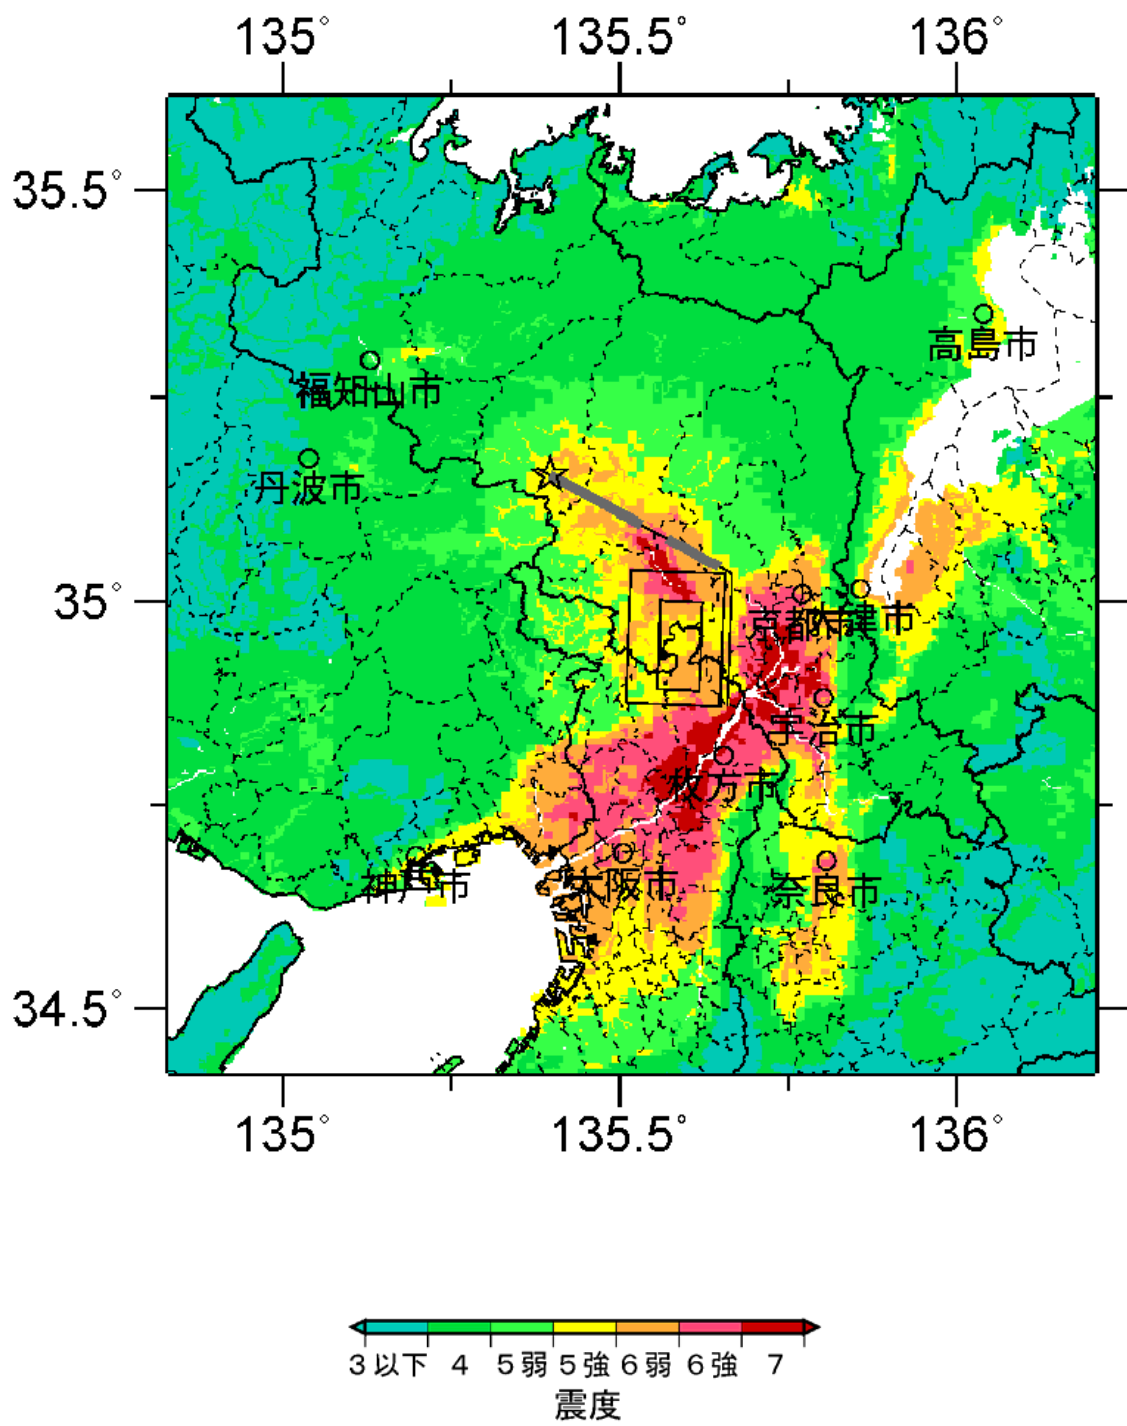 135° 135.5° 136°
35.5°
高島市
福知山市
丹波市
35°
京都市 大津市
宇治市
枚方市
神戸市 大阪市 奈良市
34.5°
135° 135.5° 136°
3以下 4 5弱 5強 6弱 6強 7
震度